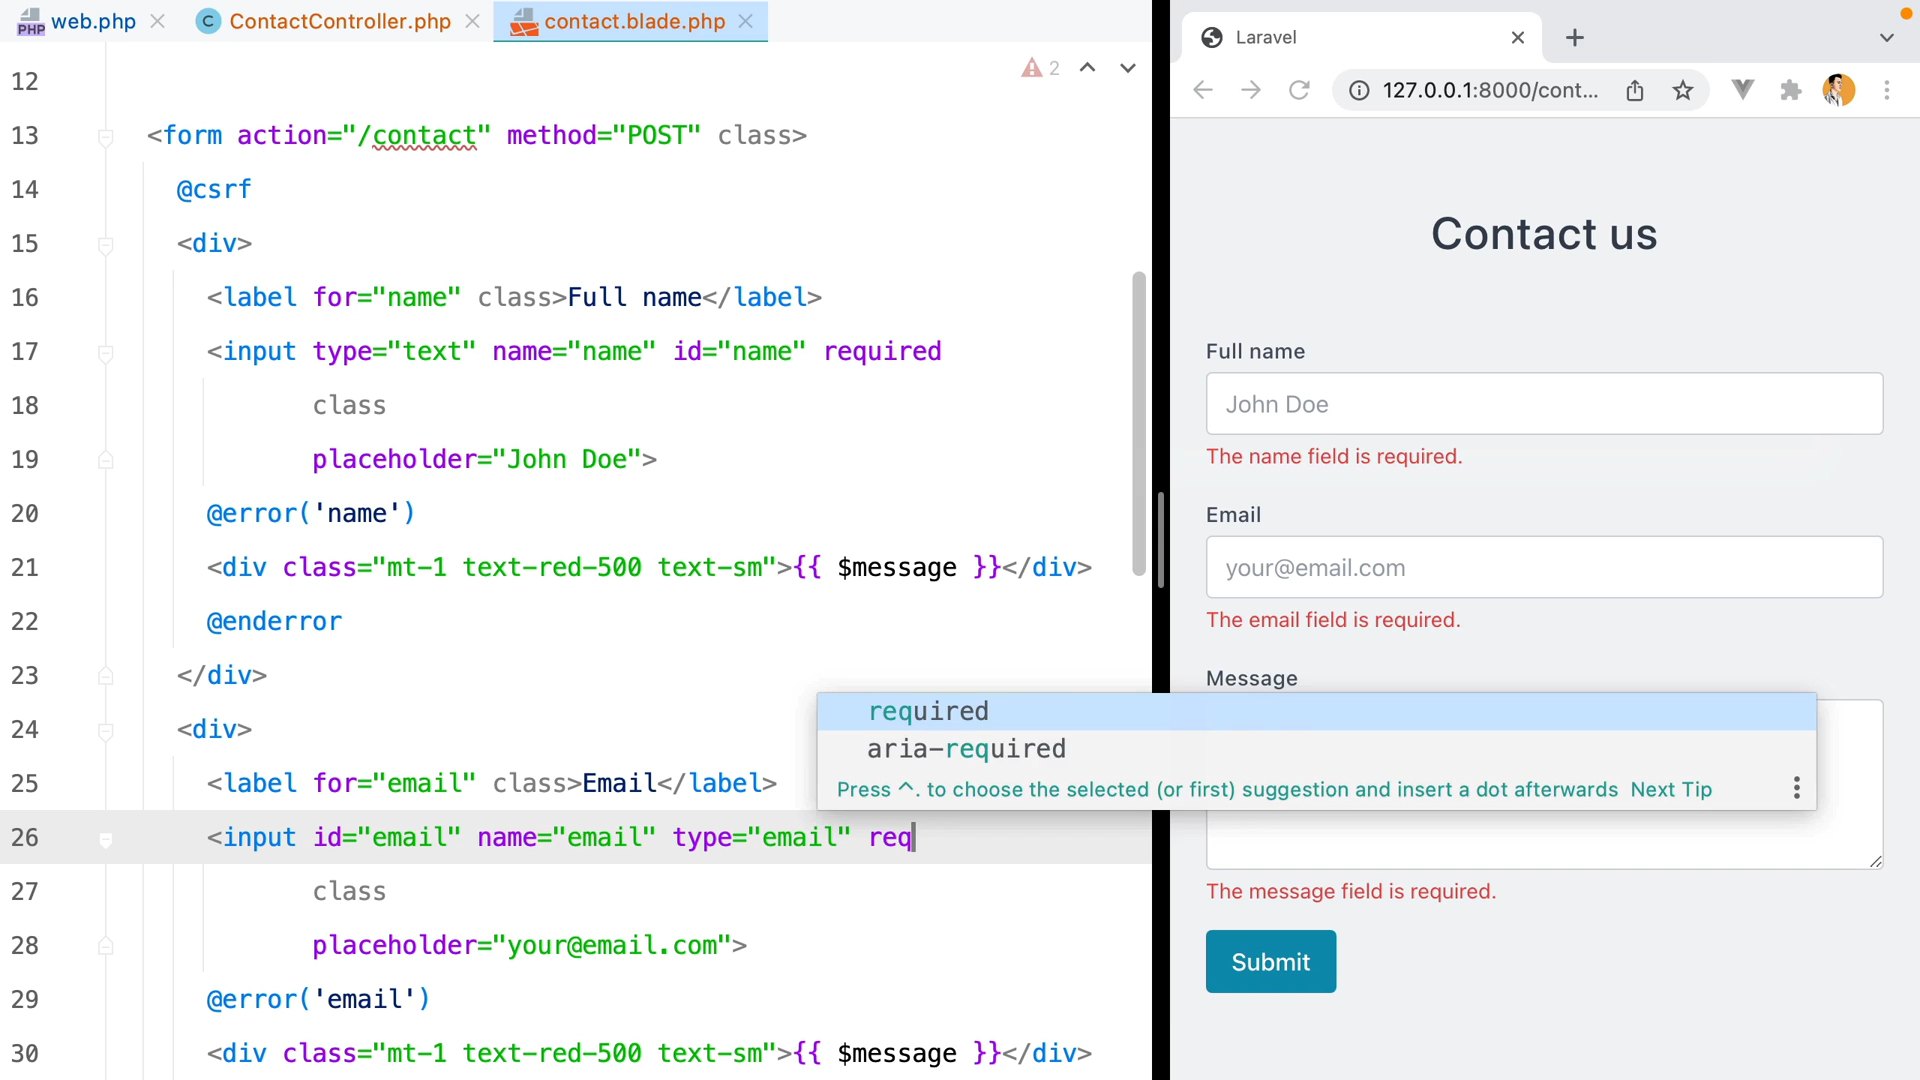 web.php
ContactController.php
contact.blade.php
2
12
13 <form action="/contact" method="POST" class>
14 @csrf
15 <div>
16 <label for="name" class>Full name</label>
17 <input type="text" name="name" id="name" required
18 class
19 placeholder="John Doe">
20 @error('name')
21 <div class="mt-1 text-red-500 text-sm">{{ $message }}</div>
22 @enderror
23 </div>
24 <div>
25 <label for="email" class>Email</label>
26 <input id="email" name="email" type="email" req
27 class
28 placeholder="your@email.com">
29 @error('email')
30 <div class="mt-1 text-red-500 text-sm">{{ $message }}</div>
required
aria-required
Press ^. to choose the selected (or first) suggestion and insert a dot afterwards Next Tip
Laravel
127.0.0.1:8000/cont...
Contact us
Full name
John Doe
The name field is required.
Email
your@email.com
The email field is required.
Message
The message field is required.
Submit